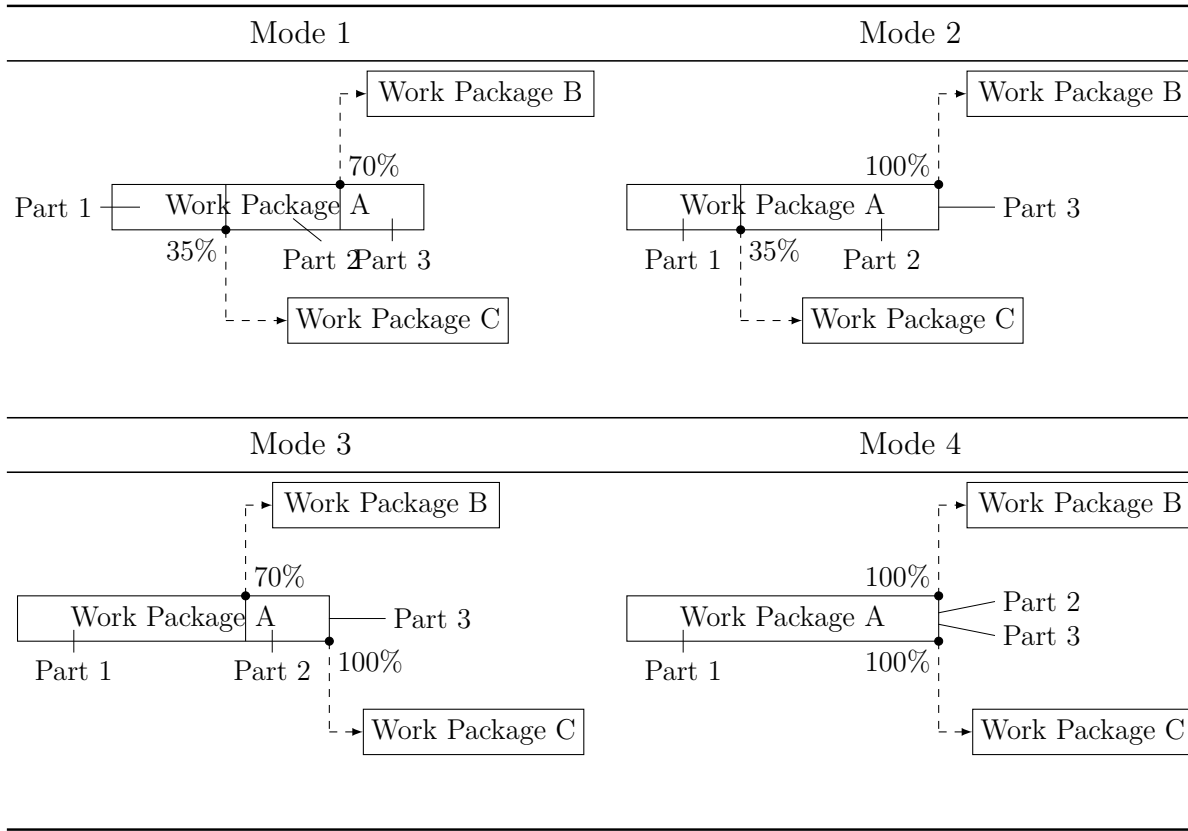 Mode 1
Mode 2
Work Package B
70%
Part 1
Work Package A
35%
Part 2
Part 3
Work Package C
Work Package B
100%
Work Package A
Part 3
Part 1
35%
Part 2
Work Package C
Mode 3
Mode 4
Work Package B
70%
Work Package A
Part 3
Part 1
Part 2
100%
Work Package C
Work Package B
100%
Part 2
Work Package A
Part 3
Part 1
100%
Work Package C